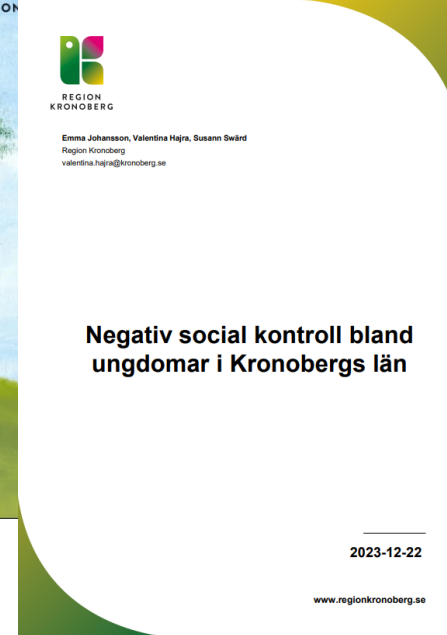 REGION
KRONOBERG
Emma Johansson, Valentina Hajra, Susann Swärd
Region Kronoberg
valentina.hajra@kronoberg.se
Negativ social kontroll bland
ungdomar i Kronobergs län
2023-12-22
www.regionkronoberg.se